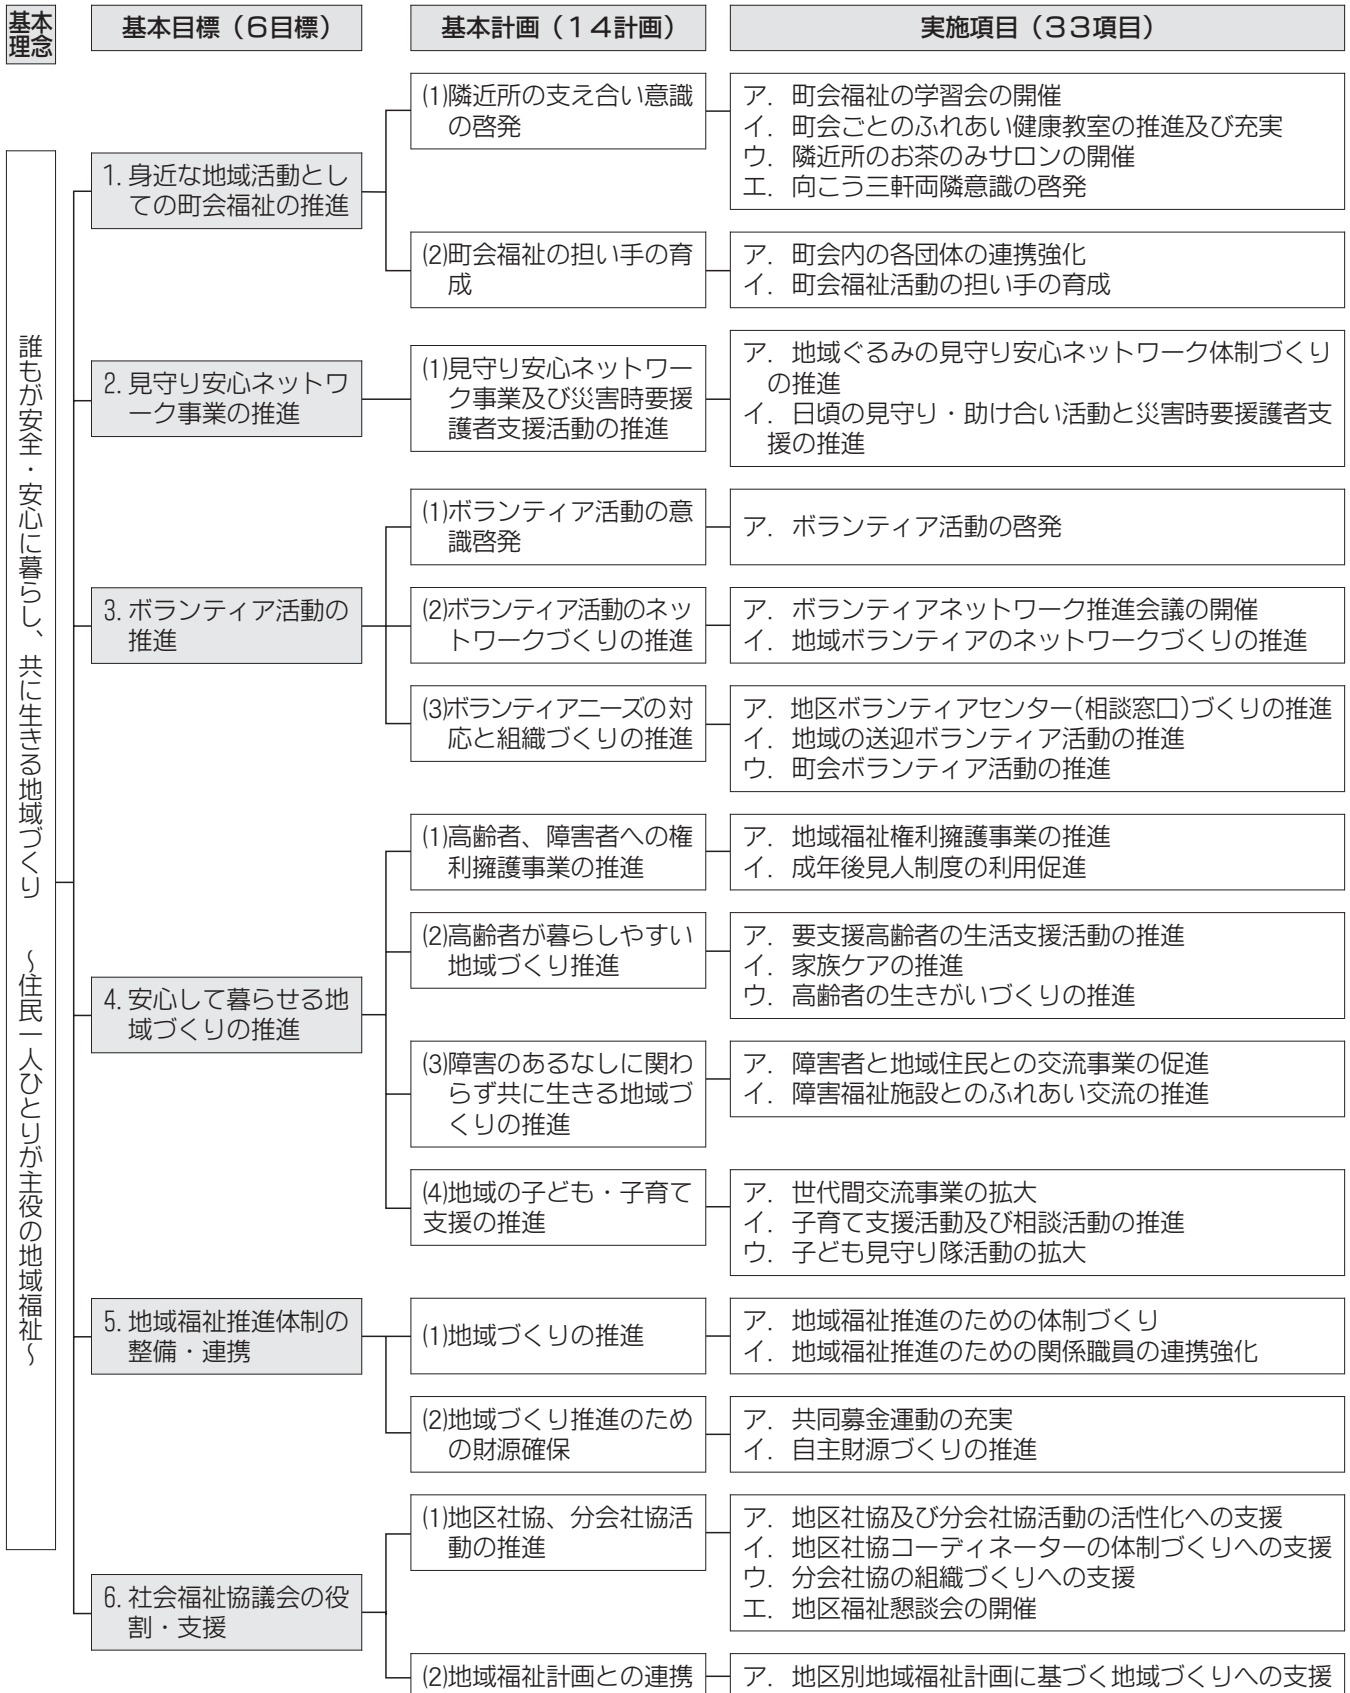 基本
理念
基本目標（6目標）
基本計画（14計画）
実施項目（33項目）
誰もが安全・安心に暮らし、共に生きる地域づくり　～住民一人ひとりが主役の地域福祉～
1. 身近な地域活動とし
ての町会福祉の推進
(1)隣近所の支え合い意識
の啓発
ア．町会福祉の学習会の開催
イ．町会ごとのふれあい健康教室の推進及び充実
ウ．隣近所のお茶のみサロンの開催
エ．向こう三軒両隣意識の啓発
(2)町会福祉の担い手の育
成
ア．町会内の各団体の連携強化
イ．町会福祉活動の担い手の育成
2. 見守り安心ネットワ
ーク事業の推進
(1)見守り安心ネットワー
ク事業及び災害時要援
護者支援活動の推進
ア．地域ぐるみの見守り安心ネットワーク体制づくり
の推進
イ．日頃の見守り・助け合い活動と災害時要援護者支
援の推進
3. ボランティア活動の
推進
(1)ボランティア活動の意
識啓発
ア．ボランティア活動の啓発
(2)ボランティア活動のネッ
トワークづくりの推進
ア．ボランティアネットワーク推進会議の開催
イ．地域ボランティアのネットワークづくりの推進
(3)ボランティアニーズの対
応と組織づくりの推進
ア．地区ボランティアセンター（相談窓口）づくりの推進
イ．地域の送迎ボランティア活動の推進
ウ．町会ボランティア活動の推進
4. 安心して暮らせる地
域づくりの推進
(1)高齢者、障害者への権
利擁護事業の推進
ア．地域福祉権利擁護事業の推進
イ．成年後見人制度の利用促進
(2)高齢者が暮らしやすい
地域づくり推進
ア．要支援高齢者の生活支援活動の推進
イ．家族ケアの推進
ウ．高齢者の生きがいづくりの推進
(3)障害のあるなしに関わ
らず共に生きる地域づ
くりの推進
ア．障害者と地域住民との交流事業の促進
イ．障害福祉施設とのふれあい交流の推進
(4)地域の子ども・子育て
支援の推進
ア．世代間交流事業の拡大
イ．子育て支援活動及び相談活動の推進
ウ．子ども見守り隊活動の拡大
5. 地域福祉推進体制の
整備・連携
(1)地域づくりの推進
ア．地域福祉推進のための体制づくり
イ．地域福祉推進のための関係職員の連携強化
(2)地域づくり推進のため
の財源確保
ア．共同募金運動の充実
イ．自主財源づくりの推進
6. 社会福祉協議会の役
割・支援
(1)地区社協、分会社協活
動の推進
ア．地区社協及び分会社協活動の活性化への支援
イ．地区社協コーディネーターの体制づくりへの支援
ウ．分会社協の組織づくりへの支援
エ．地区福祉懇談会の開催
(2)地域福祉計画との連携
ア．地区別地域福祉計画に基づく地域づくりへの支援